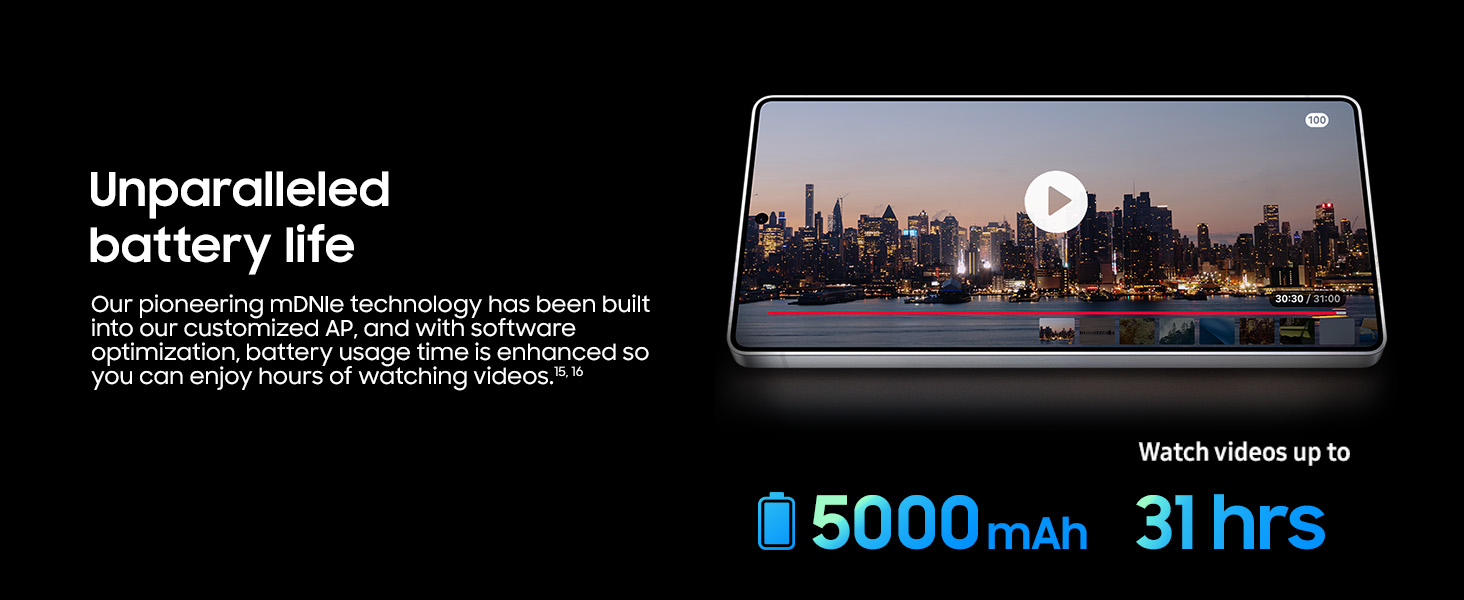 Unparalleled
battery life
Our pioneering mDNIe technology has been built
into our customized AP, and with software
optimization, battery usage time is enhanced so
you can enjoy hours of watching videos.15, 16
100
30:30 / 31:00
Watch videos up to
5000 mAh
31 hrs